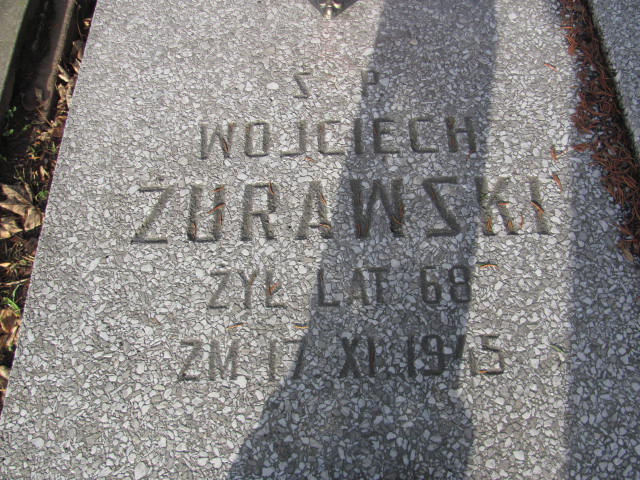 Ś P
WOJCIECH
ŻURAWSKI
ŻYŁ LAT 68
ZM 17 XI 1945